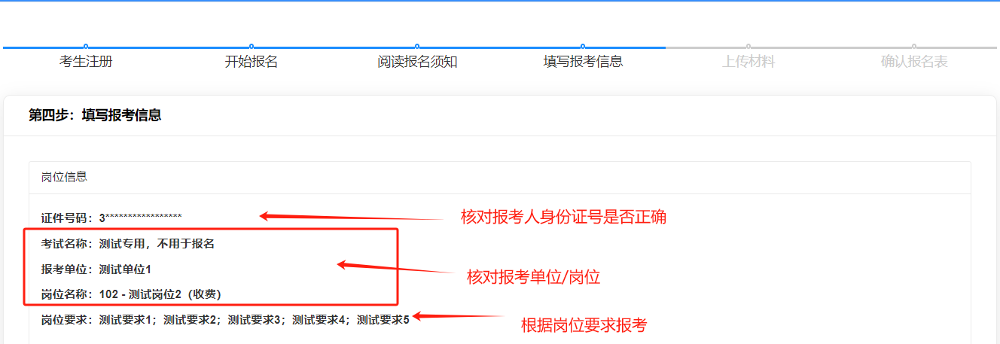 考生注册 开始报名 阅读报名须知 填写报考信息 上传材料 确认报名表
第四步：填写报考信息
岗位信息
证件号码：3***************** 核对报考人身份证号是否正确
考试名称：测试专用，不用于报名
报考单位：测试单位1 核对报考单位/岗位
岗位名称：102 - 测试岗位2（收费）
岗位要求：测试要求1；测试要求2；测试要求3；测试要求4；测试要求5 根据岗位要求报考